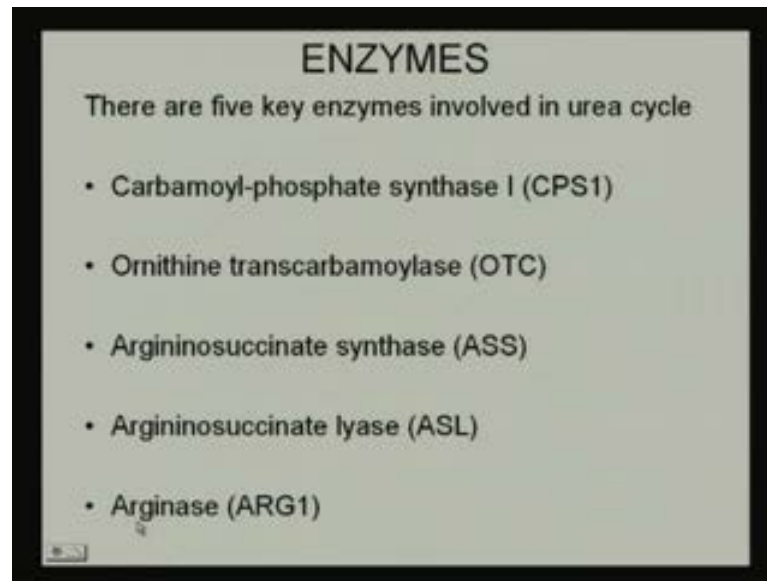 ENZYMES
There are five key enzymes involved in urea cycle
• Carbamoyl-phosphate synthase I (CPS1)
• Ornithine transcarbamoylase (OTC)
• Argininosuccinate synthase (ASS)
• Argininosuccinate lyase (ASL)
• Arginase (ARG1)